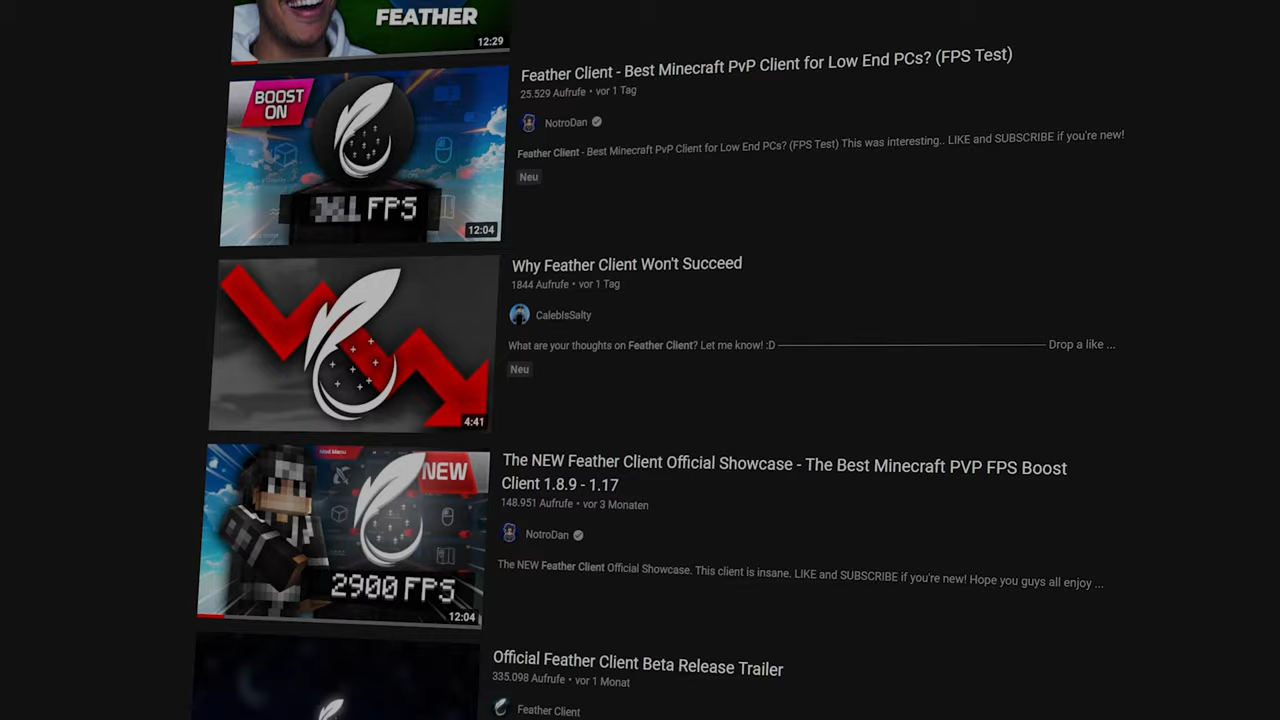 FEATHER
12:29
BOOST
ON
FPS
12:04
Feather Client - Best Minecraft PvP Client for Low End PCs? (FPS Test)
25.529 Aufrufe • vor 1 Tag
NotroDan
Feather Client - Best Minecraft PvP Client for Low End PCs? (FPS Test) This was interesting.. LIKE and SUBSCRIBE if you're new!
Neu
4:41
Why Feather Client Won't Succeed
1844 Aufrufe • vor 1 Tag
CalebIsSalty
What are your thoughts on Feather Client? Let me know! :D ——————————————— Drop a like ...
Neu
Mod Menu
NEW
2900 FPS
12:04
The NEW Feather Client Official Showcase - The Best Minecraft PVP FPS Boost
Client 1.8.9 - 1.17
148.951 Aufrufe • vor 3 Monaten
NotroDan
The NEW Feather Client Official Showcase. This client is insane. LIKE and SUBSCRIBE if you're new! Hope you guys all enjoy ...
Official Feather Client Beta Release Trailer
335.098 Aufrufe • vor 1 Monat
Feather Client